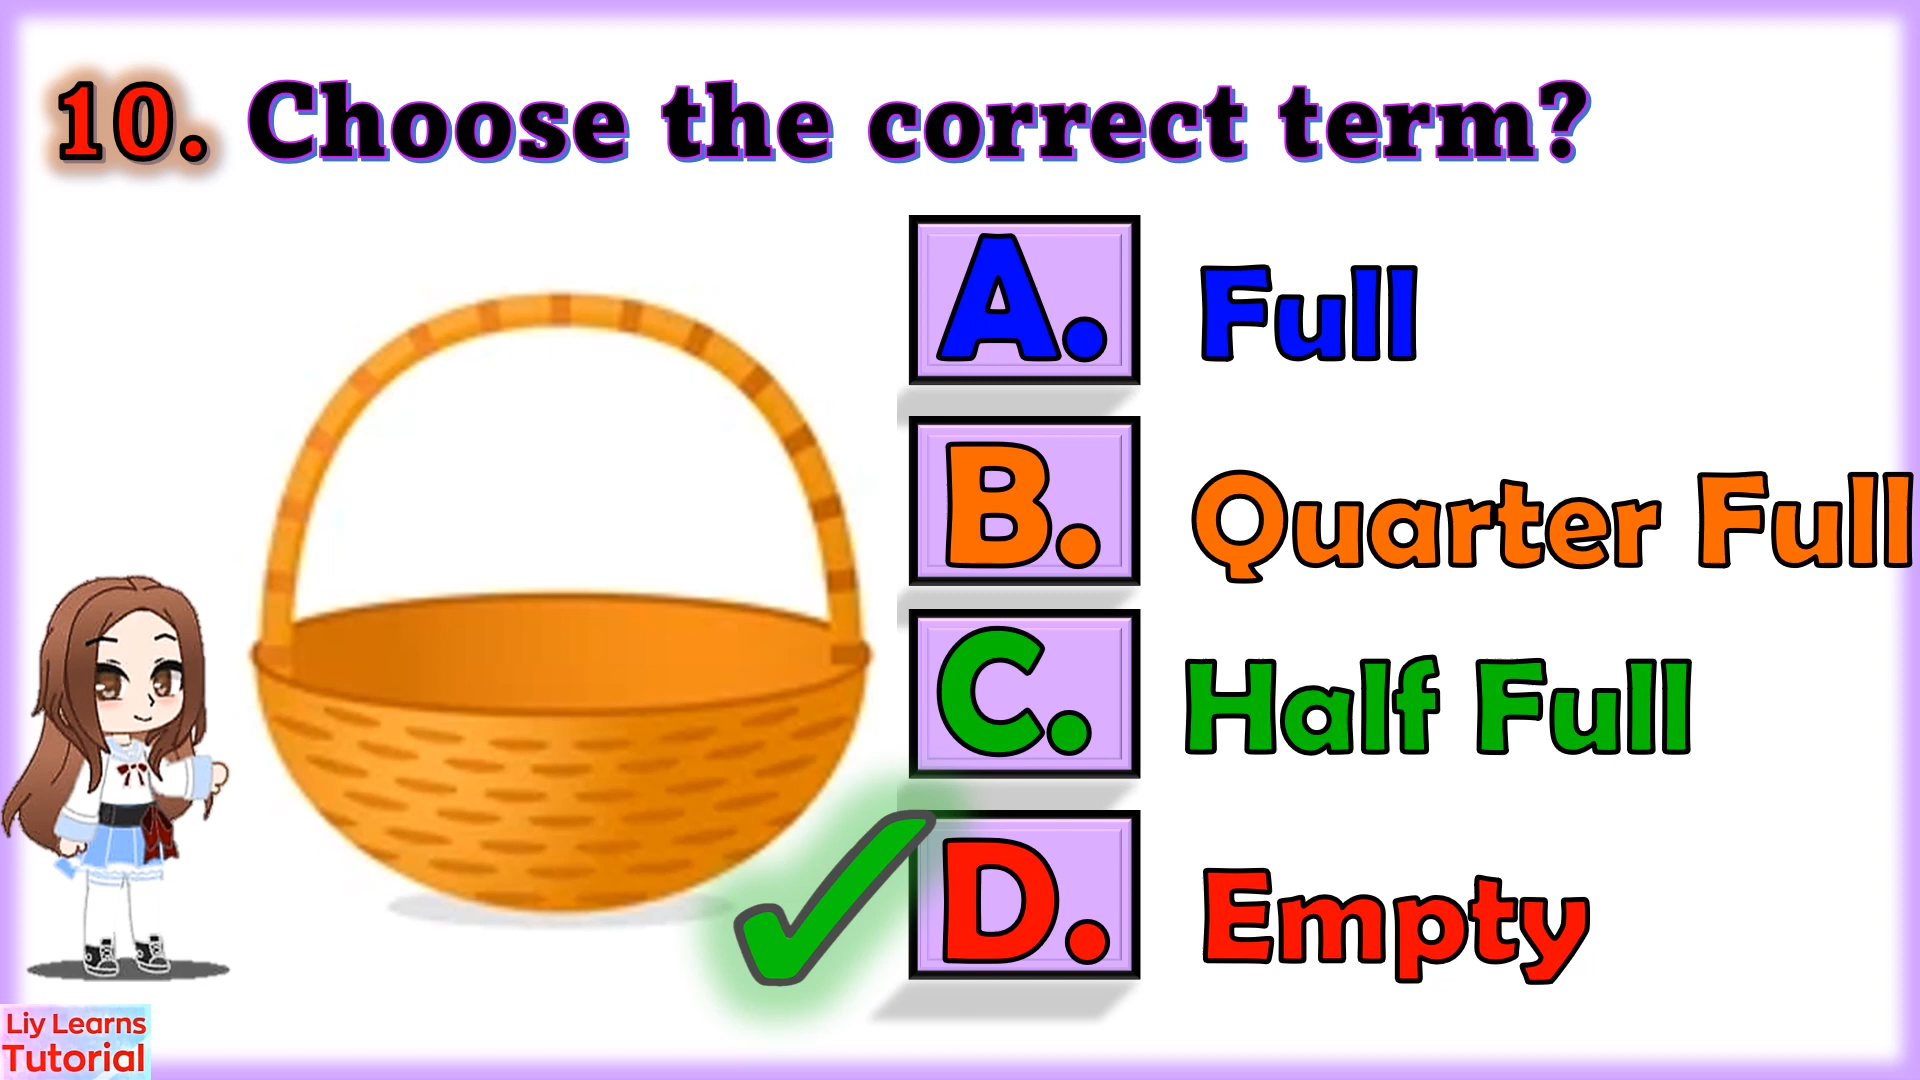 10. Choose the correct term?
A. Full
B. Quarter Full
C. Half Full
D. Empty
Liy Learns
Tutorial